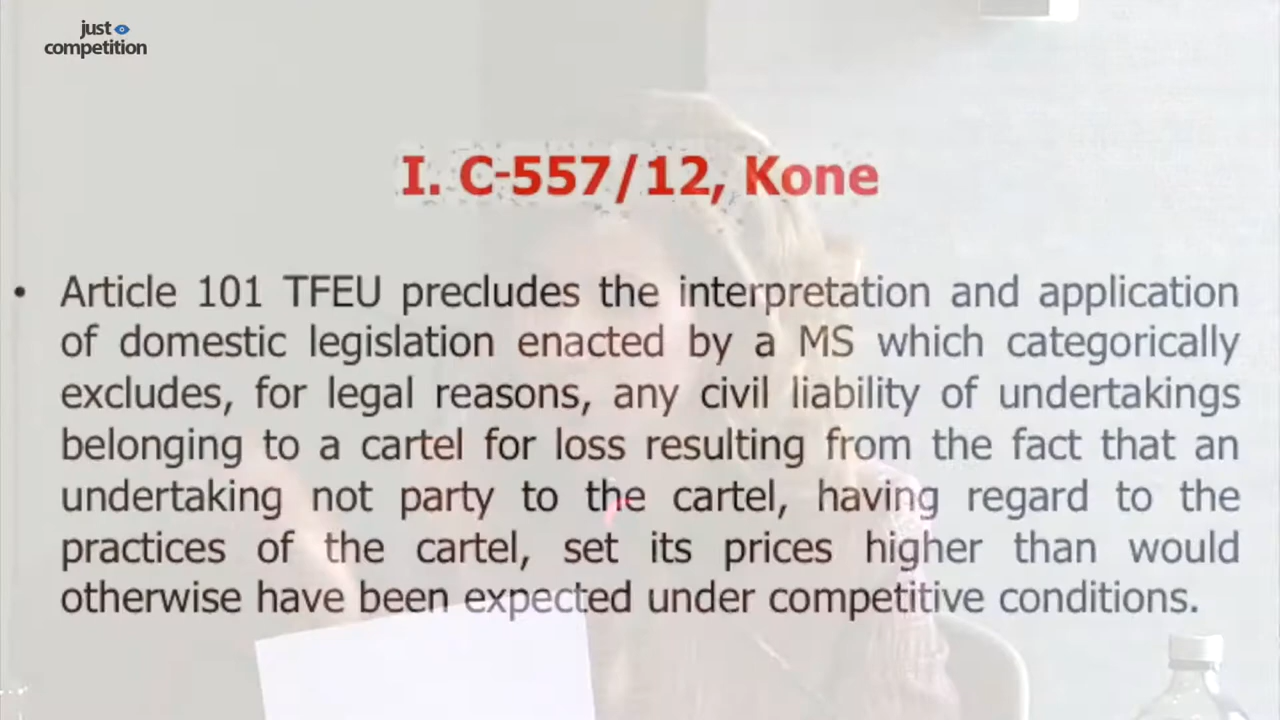 just
competition
I. C-557/12, Kone
• Article 101 TFEU precludes the interpretation and application
of domestic legislation enacted by a MS which categorically
excludes, for legal reasons, any civil liability of undertakings
belonging to a cartel for loss resulting from the fact that an
undertaking not party to the cartel, having regard to the
practices of the cartel, set its prices higher than would
otherwise have been expected under competitive conditions.